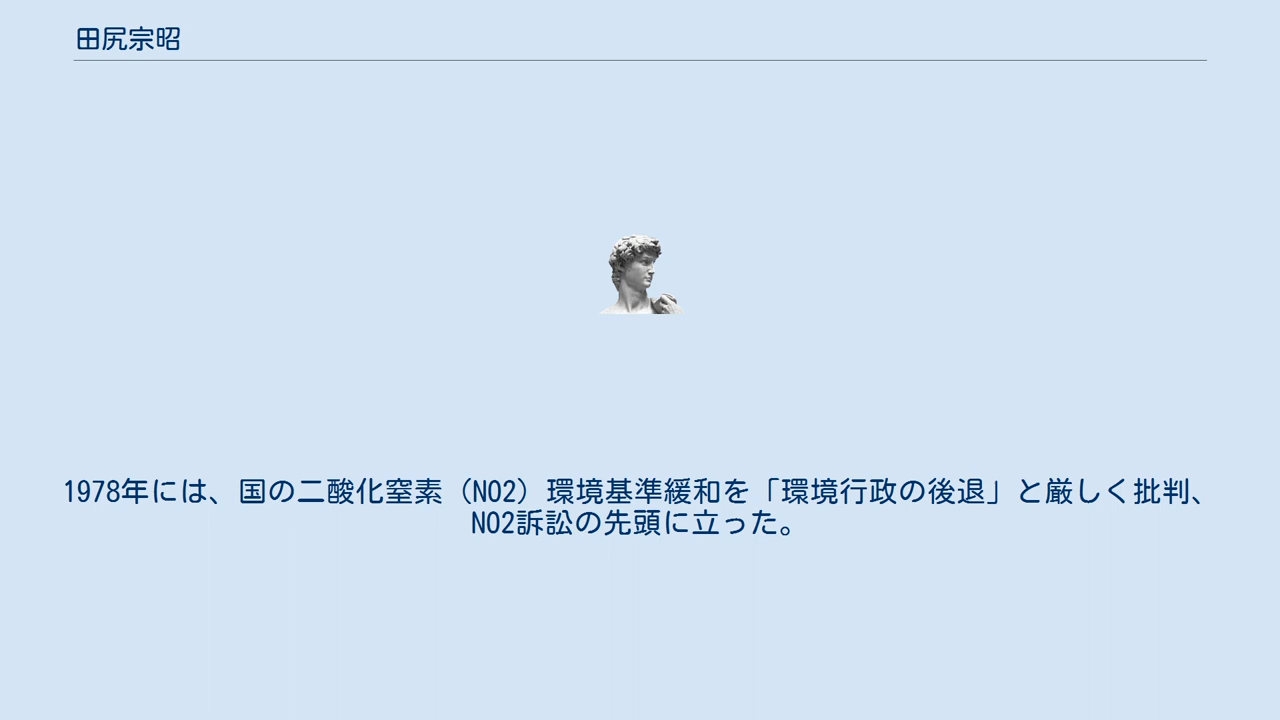 田尻宗昭
1978年には、国の二酸化窒素（NO2）環境基準緩和を「環境行政の後退」と厳しく批判、
NO2訴訟の先頭に立った。